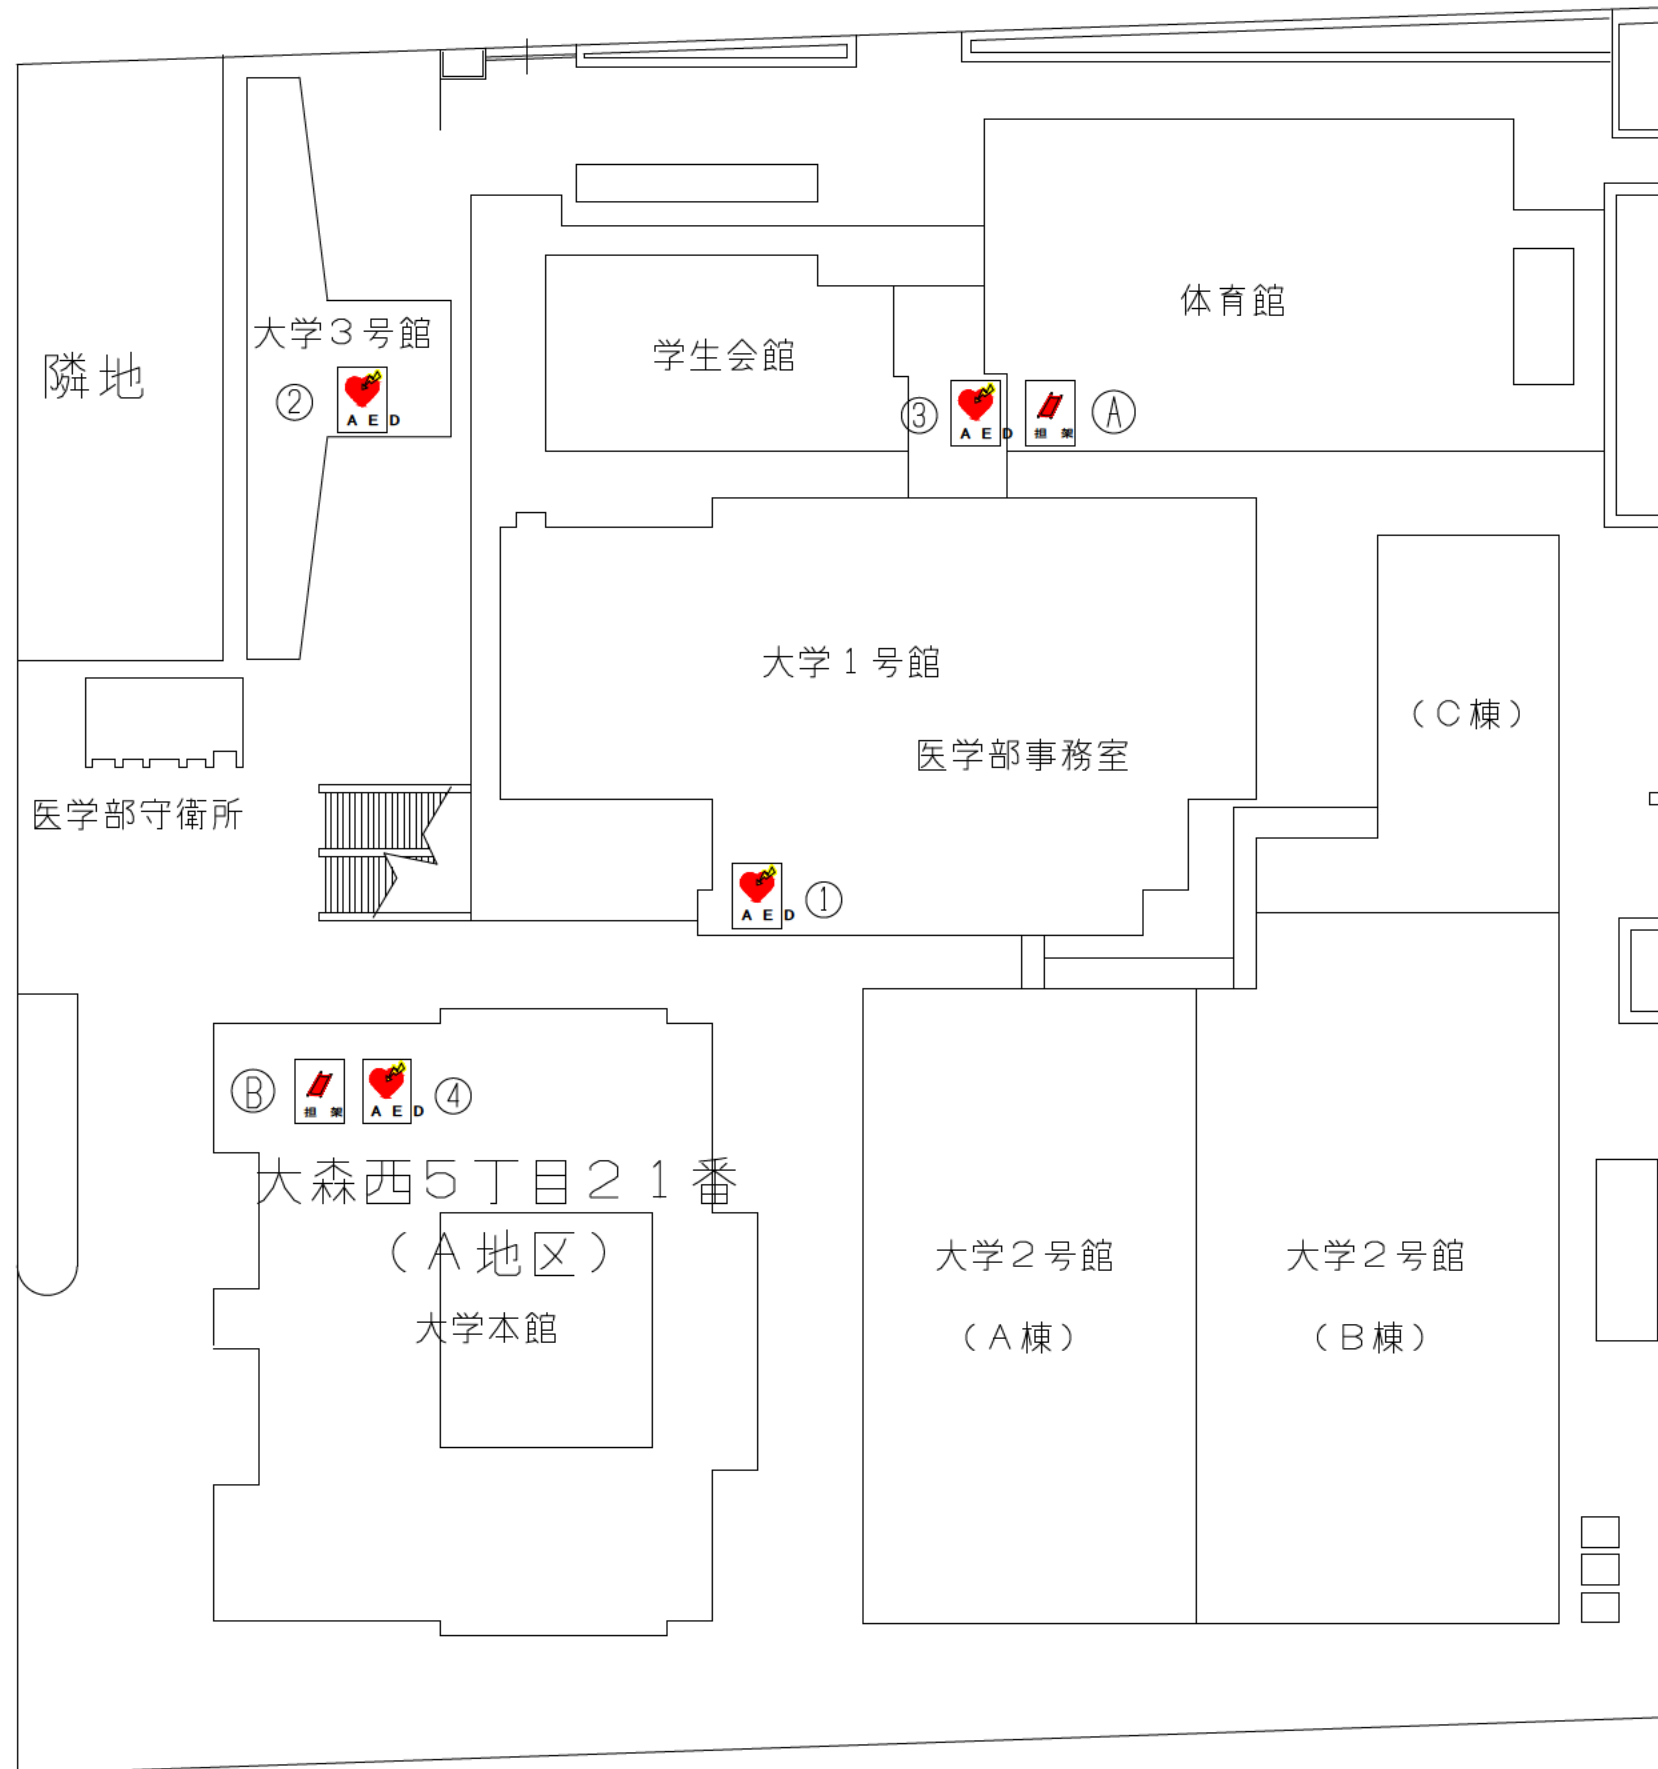 体育館
大学３号館
学生会館
隣地
② AED
③ AED 担架 Ⓐ
大学１号館
（C棟）
医学部事務室
医学部守衛所
AED ①
Ⓑ 担架 AED ④
大森西５丁目２１番
（A地区）
大学本館
大学２号館
（A棟）
大学２号館
（B棟）